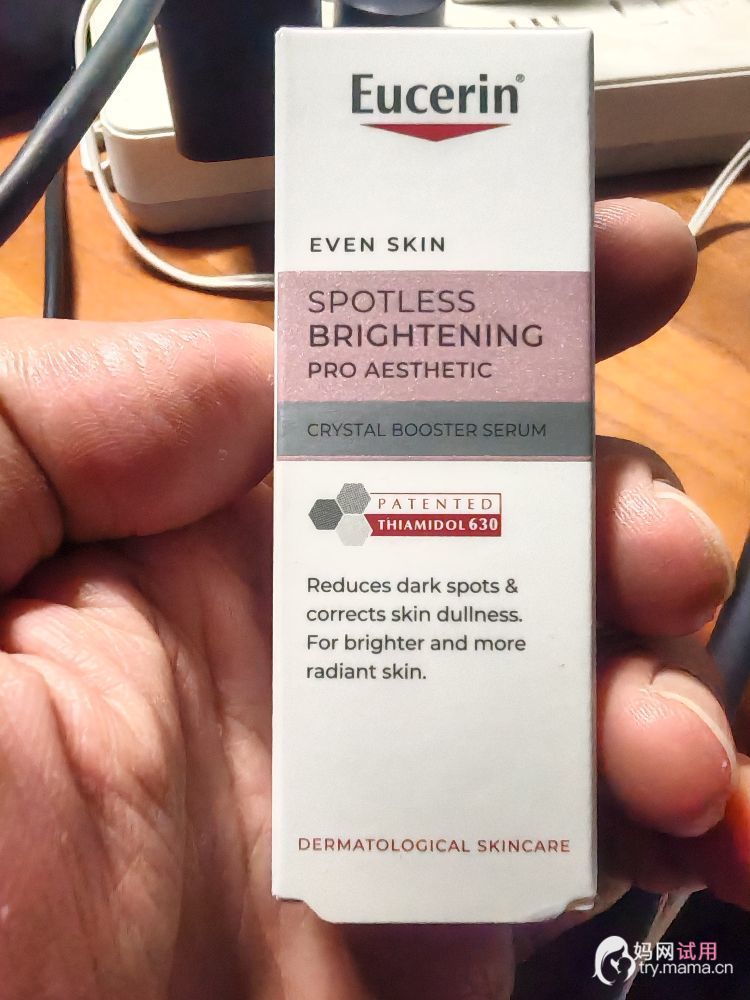 Eucerin®
EVEN SKIN
SPOTLESS
BRIGHTENING
PRO AESTHETIC
CRYSTAL BOOSTER SERUM
PATENTED
THIAMIDOL 630
Reduces dark spots &
corrects skin dullness.
For brighter and more
radiant skin.
DERMATOLOGICAL SKINCARE
妈网试用
try.mama.cn